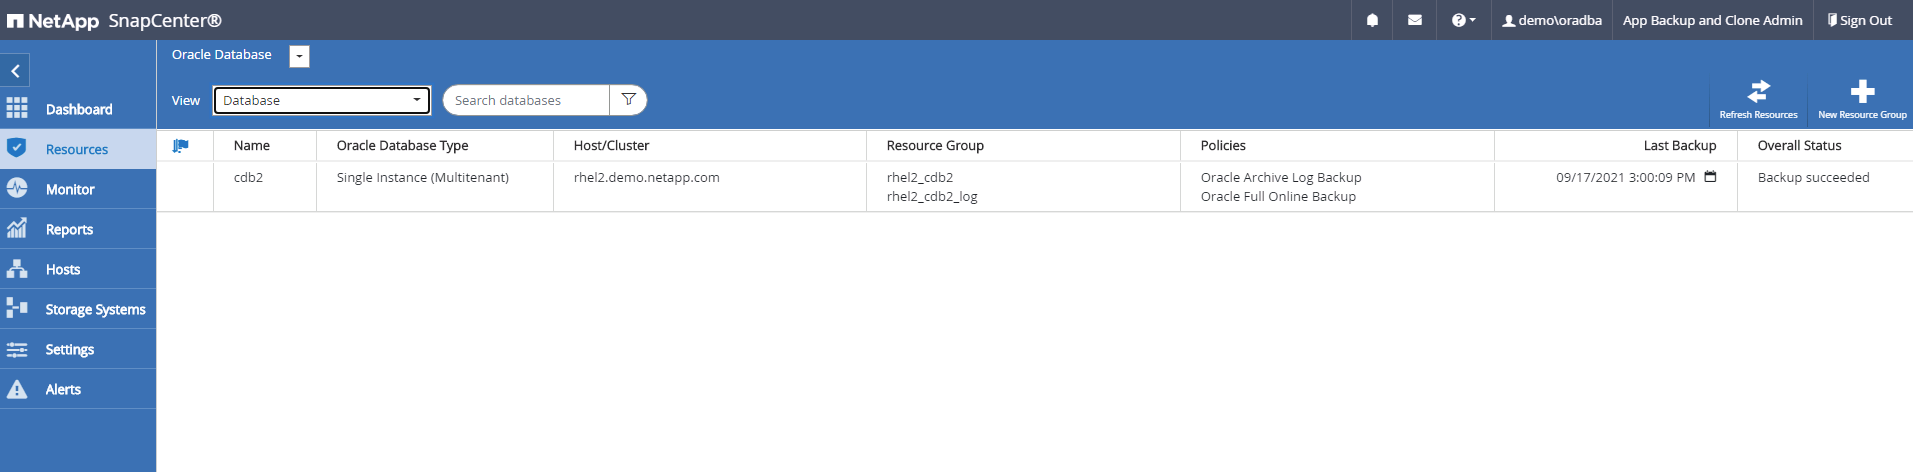 NetApp SnapCenter®
demo\oradba
App Backup and Clone Admin
Sign Out
Oracle Database
View
Database
Search databases
Refresh Resources
New Resource Group
Dashboard
Resources
Monitor
Reports
Hosts
Storage Systems
Settings
Alerts
Name Oracle Database Type Host/Cluster Resource Group Policies Last Backup Overall Status
cdb2 Single Instance (Multitenant) rhel2.demo.netapp.com rhel2_cdb2 Oracle Archive Log Backup 09/17/2021 3:00:09 PM Backup succeeded
rhel2_cdb2_log Oracle Full Online Backup